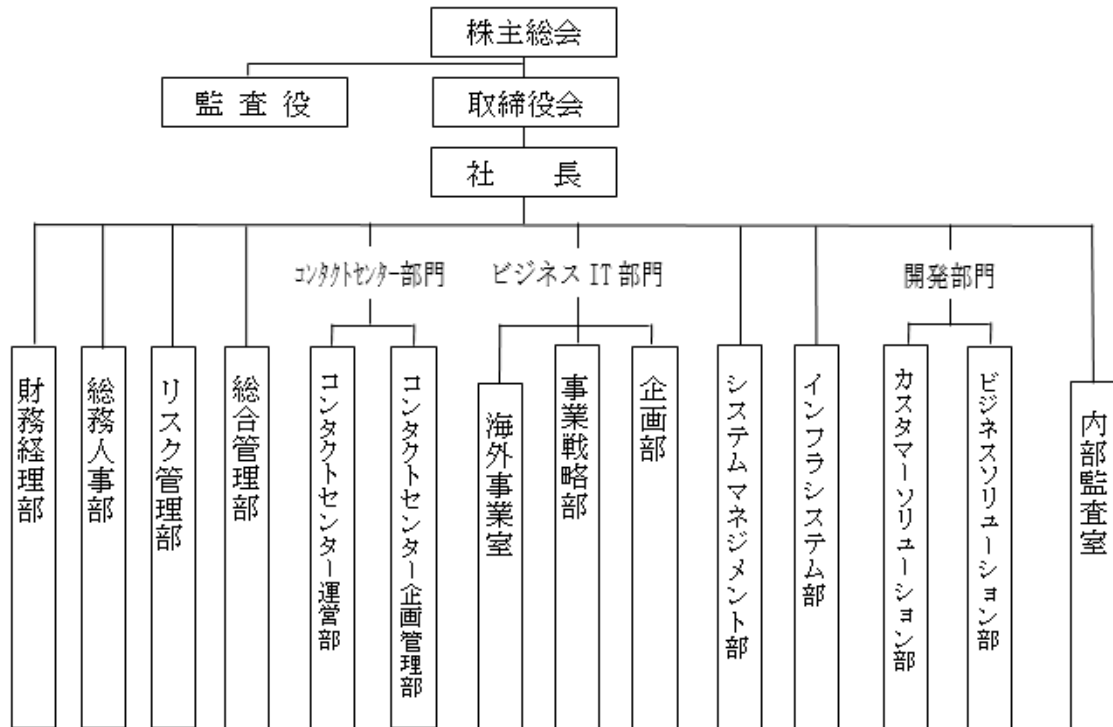 株主総会
監査役
取締役会
社　長
コンタクトセンター部門
ビジネス IT 部門
開発部門
財務経理部
総務人事部
リスク管理部
総合管理部
コンタクトセンター運営部
コンタクトセンター企画管理部
海外事業室
事業戦略部
企画部
システムマネジメント部
インフラシステム部
カスタマーソリューション部
ビジネスソリューション部
内部監査室